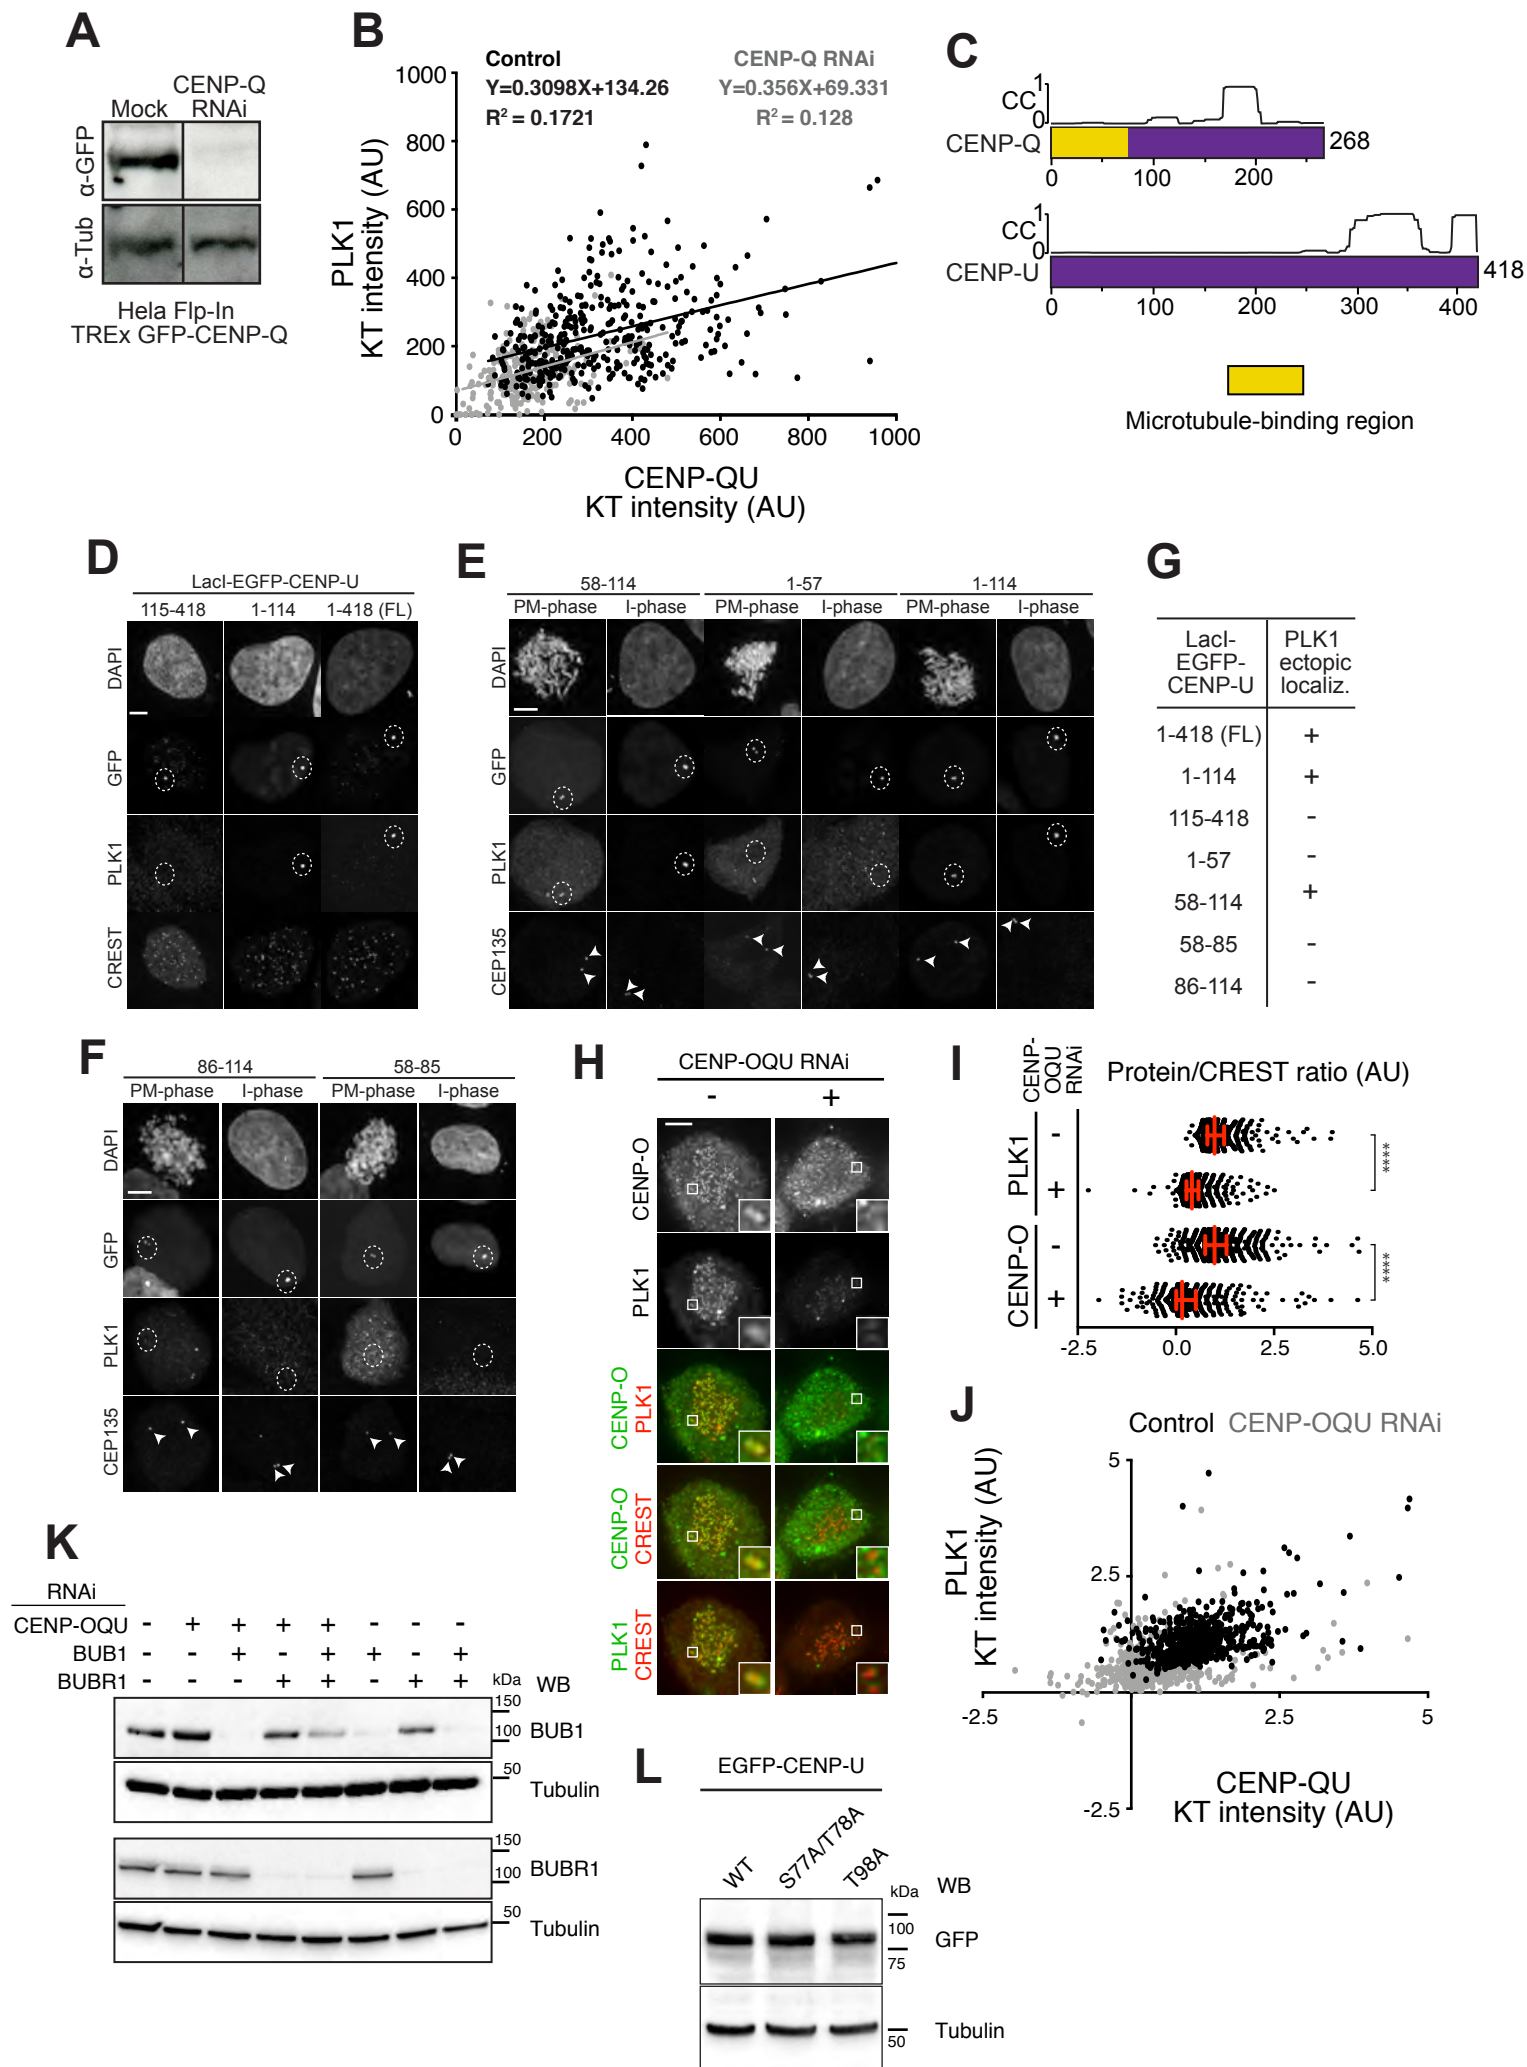 A
Mock
CENP-Q
RNAi
α-GFP
α-Tub
Hela Flp-In
TREx GFP-CENP-Q
B
Control
Y=0.3098X+134.26
R² = 0.1721
CENP-Q RNAi
Y=0.356X+69.331
R² = 0.128
PLK1
KT intensity (AU)
1000
800
600
400
200
0
0 200 400 600 800 1000
CENP-QU
KT intensity (AU)
C
CC
1
0
CENP-Q
268
0 100 200
CC
1
0
CENP-U
418
0 100 200 300 400
Microtubule-binding region
D
LacI-EGFP-CENP-U
115-418 1-114 1-418 (FL)
DAPI
GFP
PLK1
CREST
E
58-114 1-57 1-114
PM-phase I-phase PM-phase I-phase PM-phase I-phase
DAPI
GFP
PLK1
CEP135
G
LacI-
EGFP-
CENP-U
PLK1
ectopic
localiz.
1-418 (FL) +
1-114 +
115-418 -
1-57 -
58-114 +
58-85 -
86-114 -
F
86-114 58-85
PM-phase I-phase PM-phase I-phase
DAPI
GFP
PLK1
CEP135
H
CENP-OQU RNAi
- +
CENP-O
PLK1
CENP-O
PLK1
CENP-O
CREST
PLK1
CREST
I
CENP-
OQU
RNAi
Protein/CREST ratio (AU)
PLK1
-
+
****
CENP-O
-
+
****
-2.5 0.0 2.5 5.0
J
Control CENP-OQU RNAi
PLK1
KT intensity (AU)
5
2.5
-2.5
-2.5 2.5 5
CENP-QU
KT intensity (AU)
K
RNAi
CENP-OQU - + + + + - - -
BUB1 - - + - + + - +
BUBR1 - - - + + - + +
kDa WB
150
100
BUB1
50
Tubulin
150
100
BUBR1
50
Tubulin
L
EGFP-CENP-U
WT S77A/T78A T98A
kDa WB
100
75
GFP
50
Tubulin